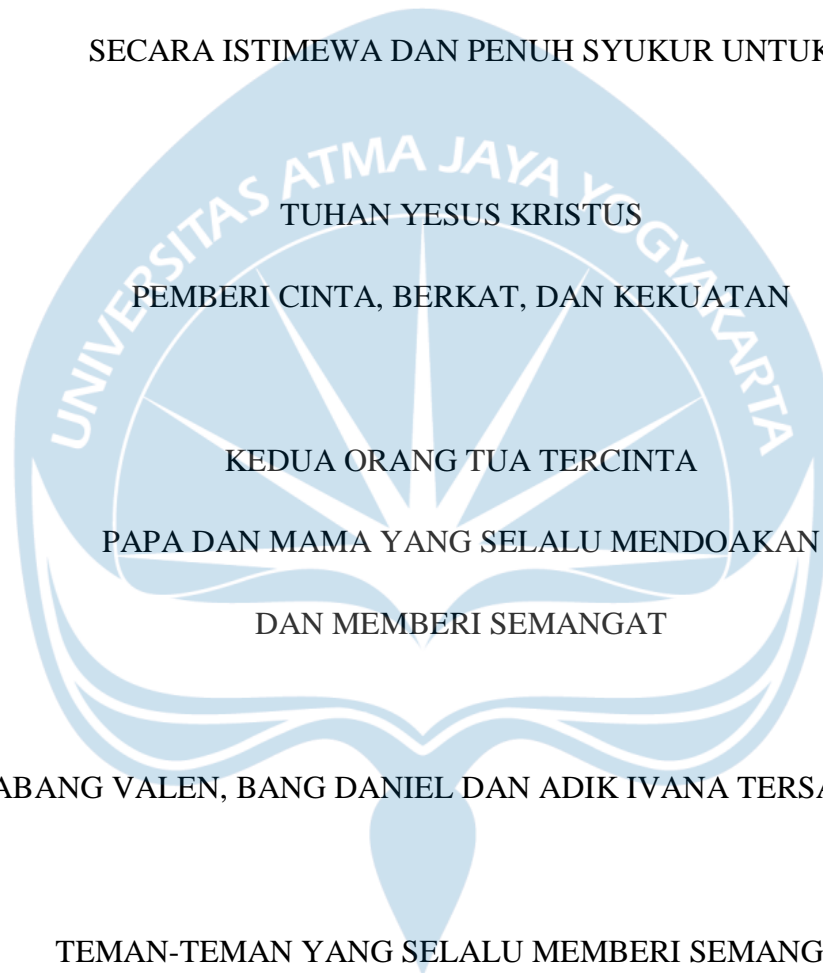 SECARA ISTIMEWA DAN PENUH SYUKUR UNTUK
UNIVERSITAS ATMA JAYA YOGYAKARTA
TUHAN YESUS KRISTUS
PEMBERI CINTA, BERKAT, DAN KEKUATAN
KEDUA ORANG TUA TERCINTA
PAPA DAN MAMA YANG SELALU MENDOAKAN
DAN MEMBERI SEMANGAT
ABANG VALEN, BANG DANIEL DAN ADIK IVANA TERSA
TEMAN-TEMAN YANG SELALU MEMBERI SEMANG